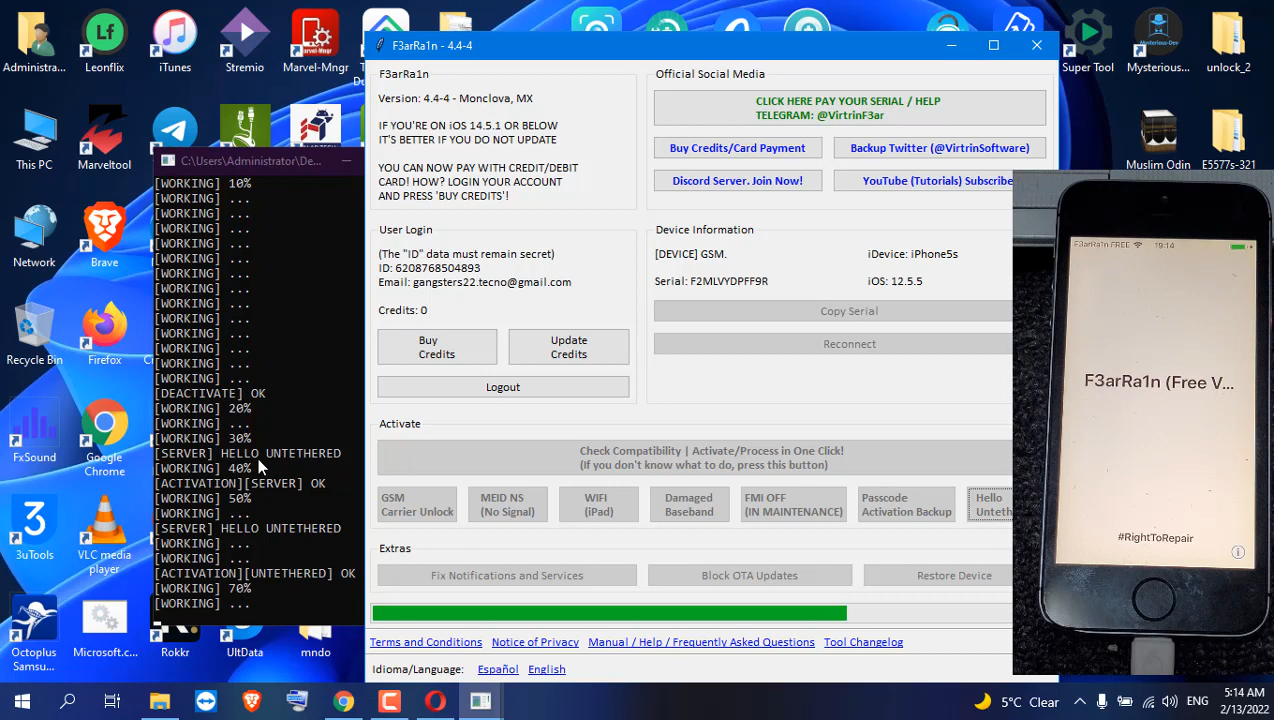 Administra...
Leonflix
iTunes
Stremio
Marvel-Mngr
This PC
Marveltool
Network
Brave
Recycle Bin
Firefox
FxSound
Google
Chrome
3uTools
VLC media
player
Octoplus
Samsu...
Microsoft.c...
Rokkr
UltData
mndo
Super Tool
Mysterious-
Dev
Mysteriou...
unlock_2
Muslim Odin
E5577s-321
C:\Users\Administrator\De...
[WORKING] 10%
[WORKING] ...
[WORKING] ...
[WORKING] ...
[WORKING] ...
[WORKING] ...
[WORKING] ...
[WORKING] ...
[WORKING] ...
[WORKING] ...
[WORKING] ...
[WORKING] ...
[WORKING] ...
[WORKING] ...
[DEACTIVATE] OK
[WORKING] 20%
[WORKING] ...
[WORKING] 30%
[SERVER] HELLO UNTETHERED
[WORKING] 40%
[ACTIVATION][SERVER] OK
[WORKING] 50%
[WORKING] ...
[SERVER] HELLO UNTETHERED
[WORKING] ...
[WORKING] ...
[ACTIVATION][UNTETHERED] OK
[WORKING] 70%
[WORKING] ...
F3arRa1n - 4.4-4
F3arRa1n
Version: 4.4-4 - Monclova, MX
IF YOU'RE ON iOS 14.5.1 OR BELOW
IT'S BETTER IF YOU DO NOT UPDATE
YOU CAN NOW PAY WITH CREDIT/DEBIT
CARD! HOW? LOGIN YOUR ACCOUNT
AND PRESS 'BUY CREDITS'!
Official Social Media
CLICK HERE PAY YOUR SERIAL / HELP
TELEGRAM: @VirtrinF3ar
Buy Credits/Card Payment
Backup Twitter (@VirtrinSoftware)
Discord Server. Join Now!
YouTube (Tutorials) Subscribe
User Login
(The "ID" data must remain secret)
ID: 6208768504893
Email: gangsters22.tecno@gmail.com
Credits: 0
Buy
Credits
Update
Credits
Logout
Device Information
[DEVICE] GSM.
iDevice: iPhone5s
Serial: F2MLVYDPFF9R
iOS: 12.5.5
Copy Serial
Reconnect
Activate
Check Compatibility | Activate/Process in One Click!
(If you don't know what to do, press this button)
GSM
Carrier Unlock
MEID NS
(No Signal)
WIFI
(iPad)
Damaged
Baseband
FMI OFF
(IN MAINTENANCE)
Passcode
Activation Backup
Hello
Unteth
Extras
Fix Notifications and Services
Block OTA Updates
Restore Device
Terms and Conditions
Notice of Privacy
Manual / Help / Frequently Asked Questions
Tool Changelog
Idioma/Language:
Español
English
F3arRa1n FREE
19:14
F3arRa1n (Free V...
#RightToRepair
5°C Clear
ENG
5:14 AM
2/13/2022